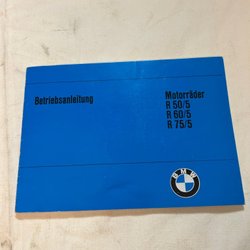 Betriebsanleitung
Motorräder
R 50/5
R 60/5
R 75/5
BMW